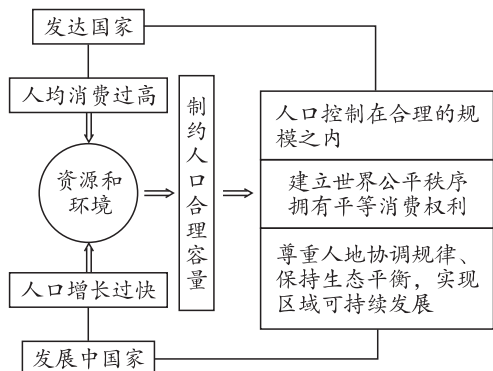 发达国家
人均消费过高
资源和
环境
人口增长过快
发展中国家
制约人口合理容量
人口控制在合理的规
模之内
建立世界公平秩序
拥有平等消费权利
尊重人地协调规律、
保持生态平衡，实现
区域可持续发展